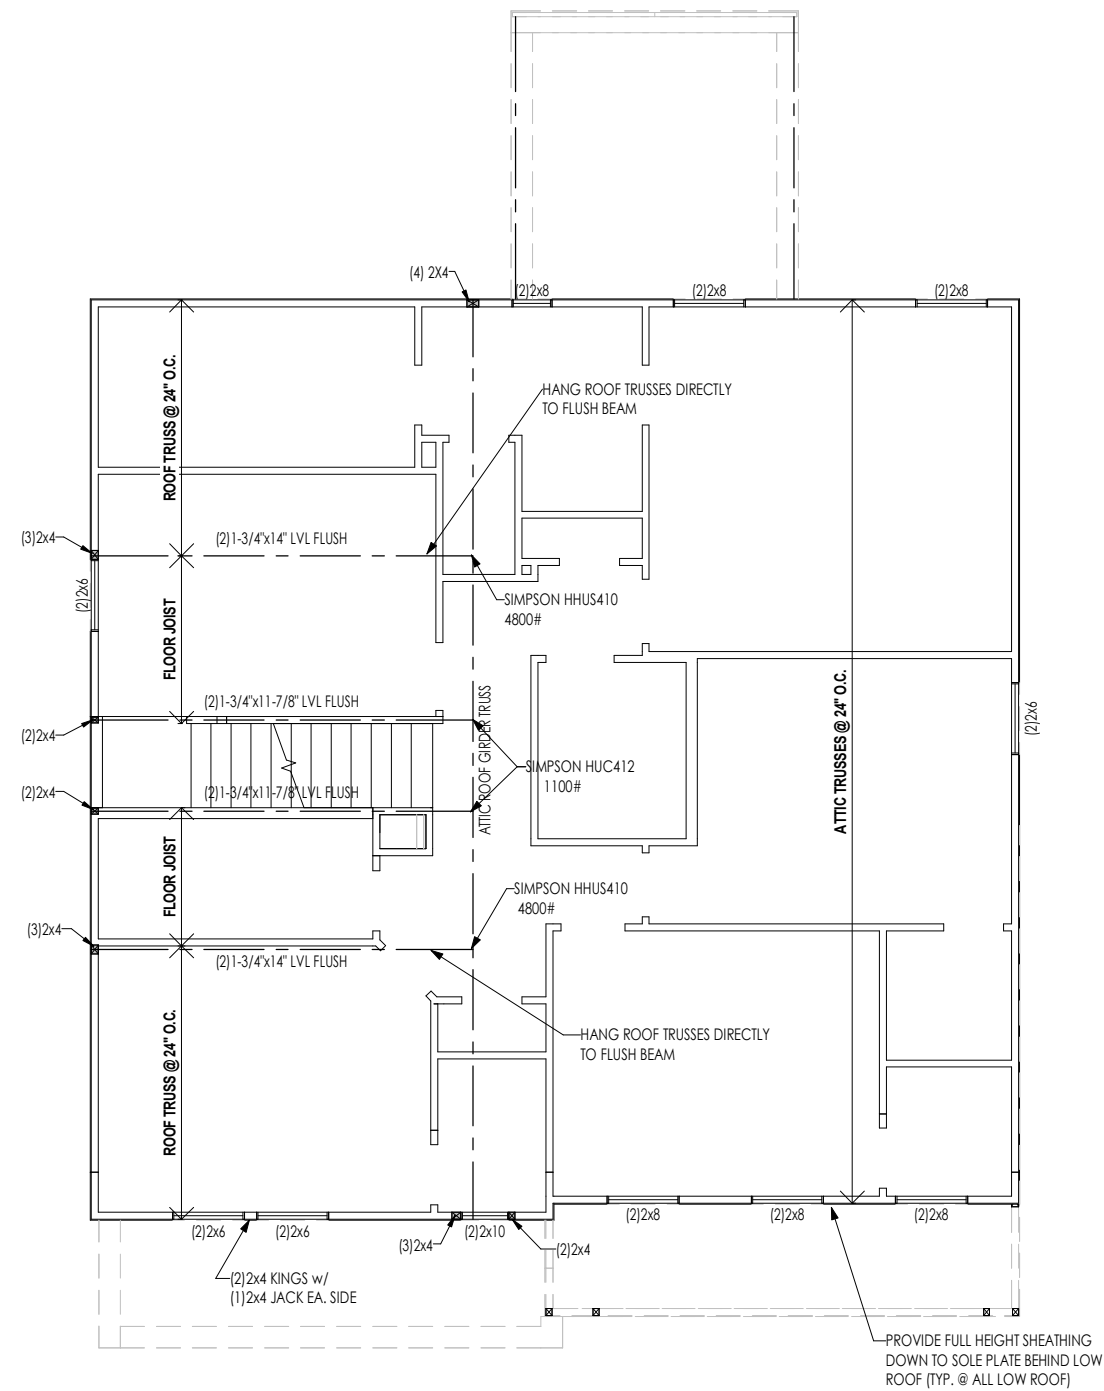 (4) 2X4
(2)2x8
(2)2x8
(2)2x8
ROOF TRUSS @ 24" O.C.
HANG ROOF TRUSSES DIRECTLY
TO FLUSH BEAM
(3)2x4
(2)1-3/4"x14" LVL FLUSH
(2)2x6
SIMPSON HHUS410
4800#
FLOOR JOIST
(2)1-3/4"x11-7/8" LVL FLUSH
(2)2x4
ATTIC ROOF GIRDER TRUSS
ATTIC TRUSSES @ 24" O.C.
(2)2x6
SIMPSON HUC412
1100#
(2)2x4
(2)1-3/4"x11-7/8" LVL FLUSH
FLOOR JOIST
SIMPSON HHUS410
4800#
(3)2x4
(2)1-3/4"x14" LVL FLUSH
ROOF TRUSS @ 24" O.C.
HANG ROOF TRUSSES DIRECTLY
TO FLUSH BEAM
(2)2x6
(2)2x6
(3)2x4
(2)2x10
(2)2x4
(2)2x8
(2)2x8
(2)2x8
(2)2x4 KINGS w/
(1)2x4 JACK EA. SIDE
PROVIDE FULL HEIGHT SHEATHING
DOWN TO SOLE PLATE BEHIND LOW
ROOF (TYP. @ ALL LOW ROOF)